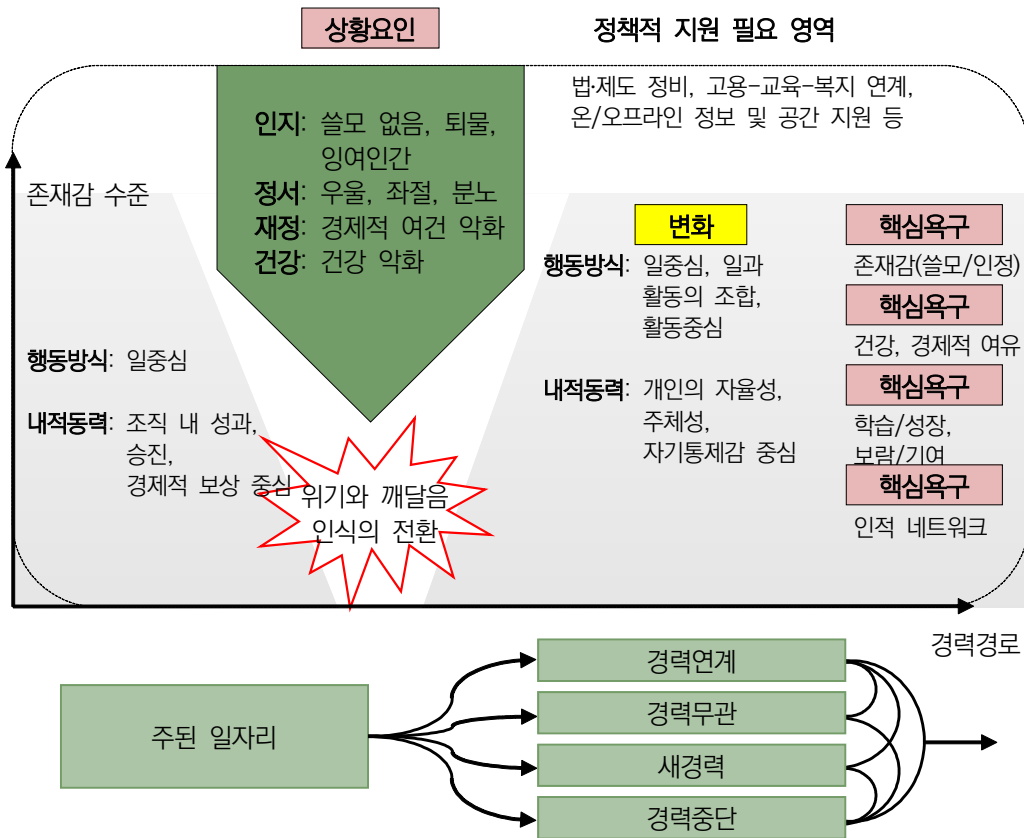 상황요인
정책적 지원 필요 영역
법·제도 정비, 고용-교육-복지 연계,
온/오프라인 정보 및 공간 지원 등
인지: 쓸모 없음, 퇴물,
잉여인간
정서: 우울, 좌절, 분노
재정: 경제적 여건 악화
건강: 건강 악화
존재감 수준
행동방식: 일중심
내적동력: 조직 내 성과,
승진,
경제적 보상 중심
위기와 깨달음
인식의 전환
변화
행동방식: 일중심, 일과
활동의 조합,
활동중심
내적동력: 개인의 자율성,
주체성,
자기통제감 중심
핵심욕구
존재감(쓸모/인정)
핵심욕구
건강, 경제적 여유
핵심욕구
학습/성장,
보람/기여
핵심욕구
인적 네트워크
경력경로
주된 일자리
경력연계
경력무관
새경력
경력중단